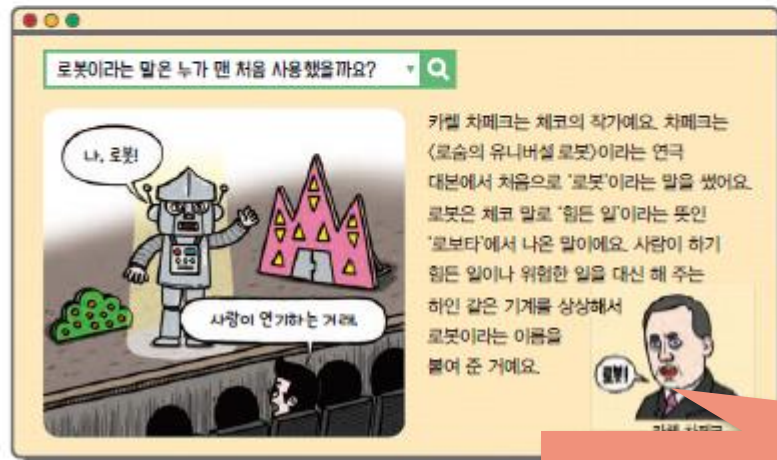 로봇이라는 말은 누가 맨 처음 사용했을까요?
나, 로봇!
사람이 연기하는 거래.
카렐 차페크는 체코의 작가예요. 차페크는
〈로숨의 유니버설 로봇〉이라는 연극
대본에서 처음으로 '로봇'이라는 말을 썼어요.
로봇은 체코 말로 '힘든 일'이라는 뜻인
'로보타'에서 나온 말이에요. 사람이 하기
힘든 일이나 위험한 일을 대신 해 주는
하인 같은 기계를 상상해서
로봇이라는 이름을
붙여 준 거예요.
로봇!
카렐 차페크